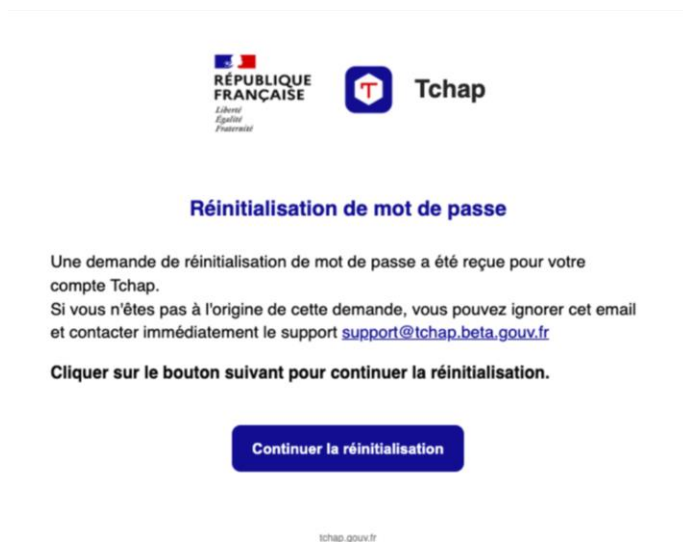 RÉPUBLIQUE
FRANÇAISE
Liberté
Égalité
Fraternité
Tchap
Réinitialisation de mot de passe
Une demande de réinitialisation de mot de passe a été reçue pour votre
compte Tchap.
Si vous n'êtes pas à l'origine de cette demande, vous pouvez ignorer cet email
et contacter immédiatement le support support@tchap.beta.gouv.fr
Cliquer sur le bouton suivant pour continuer la réinitialisation.
Continuer la réinitialisation
tchap.gouv.fr